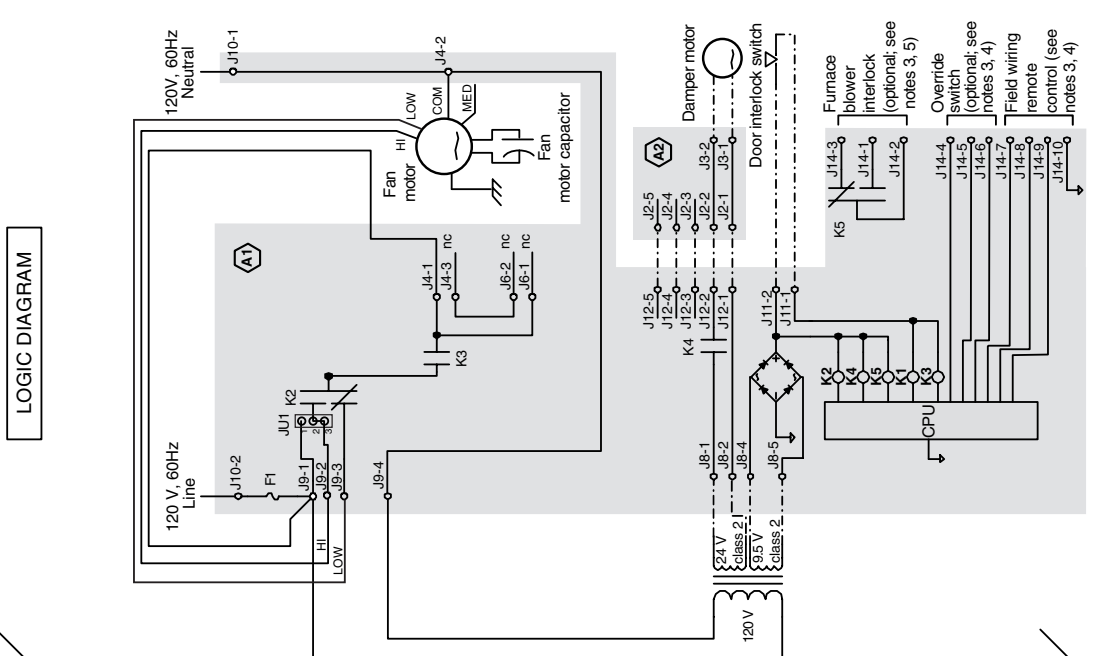 LOGIC DIAGRAM
120V, 60Hz
Neutral
J10-1
J4-2
LOW
COM
MED
HI
Fan
motor
Fan
motor capacitor
A1
J4-1
J4-3
nc
J6-2
nc
J6-1
nc
K3
K2
JU1
1
2
3
120 V, 60Hz
Line
J10-2
F1
J9-1
J9-2
J9-3
J9-4
HI
LOW
Damper motor
Door interlock switch
A2
J3-2
J3-1
J2-5
J2-4
J2-3
J2-2
J2-1
J12-5
J12-4
J12-3
J12-2
J12-1
K4
J11-2
J11-1
J8-1
J8-2
J8-4
J8-5
24 V
class 2
9.5 V
class 2
120 V
Furnace
blower
interlock
(optional; see
notes 3, 5)
Override
switch
(optional; see
notes 3, 4)
Field wiring
remote
control (see
notes 3, 4)
J14-3
J14-1
J14-2
J14-4
J14-5
J14-6
J14-7
J14-8
J14-9
J14-10
K5
K2
K4
K5
K1
K3
CPU